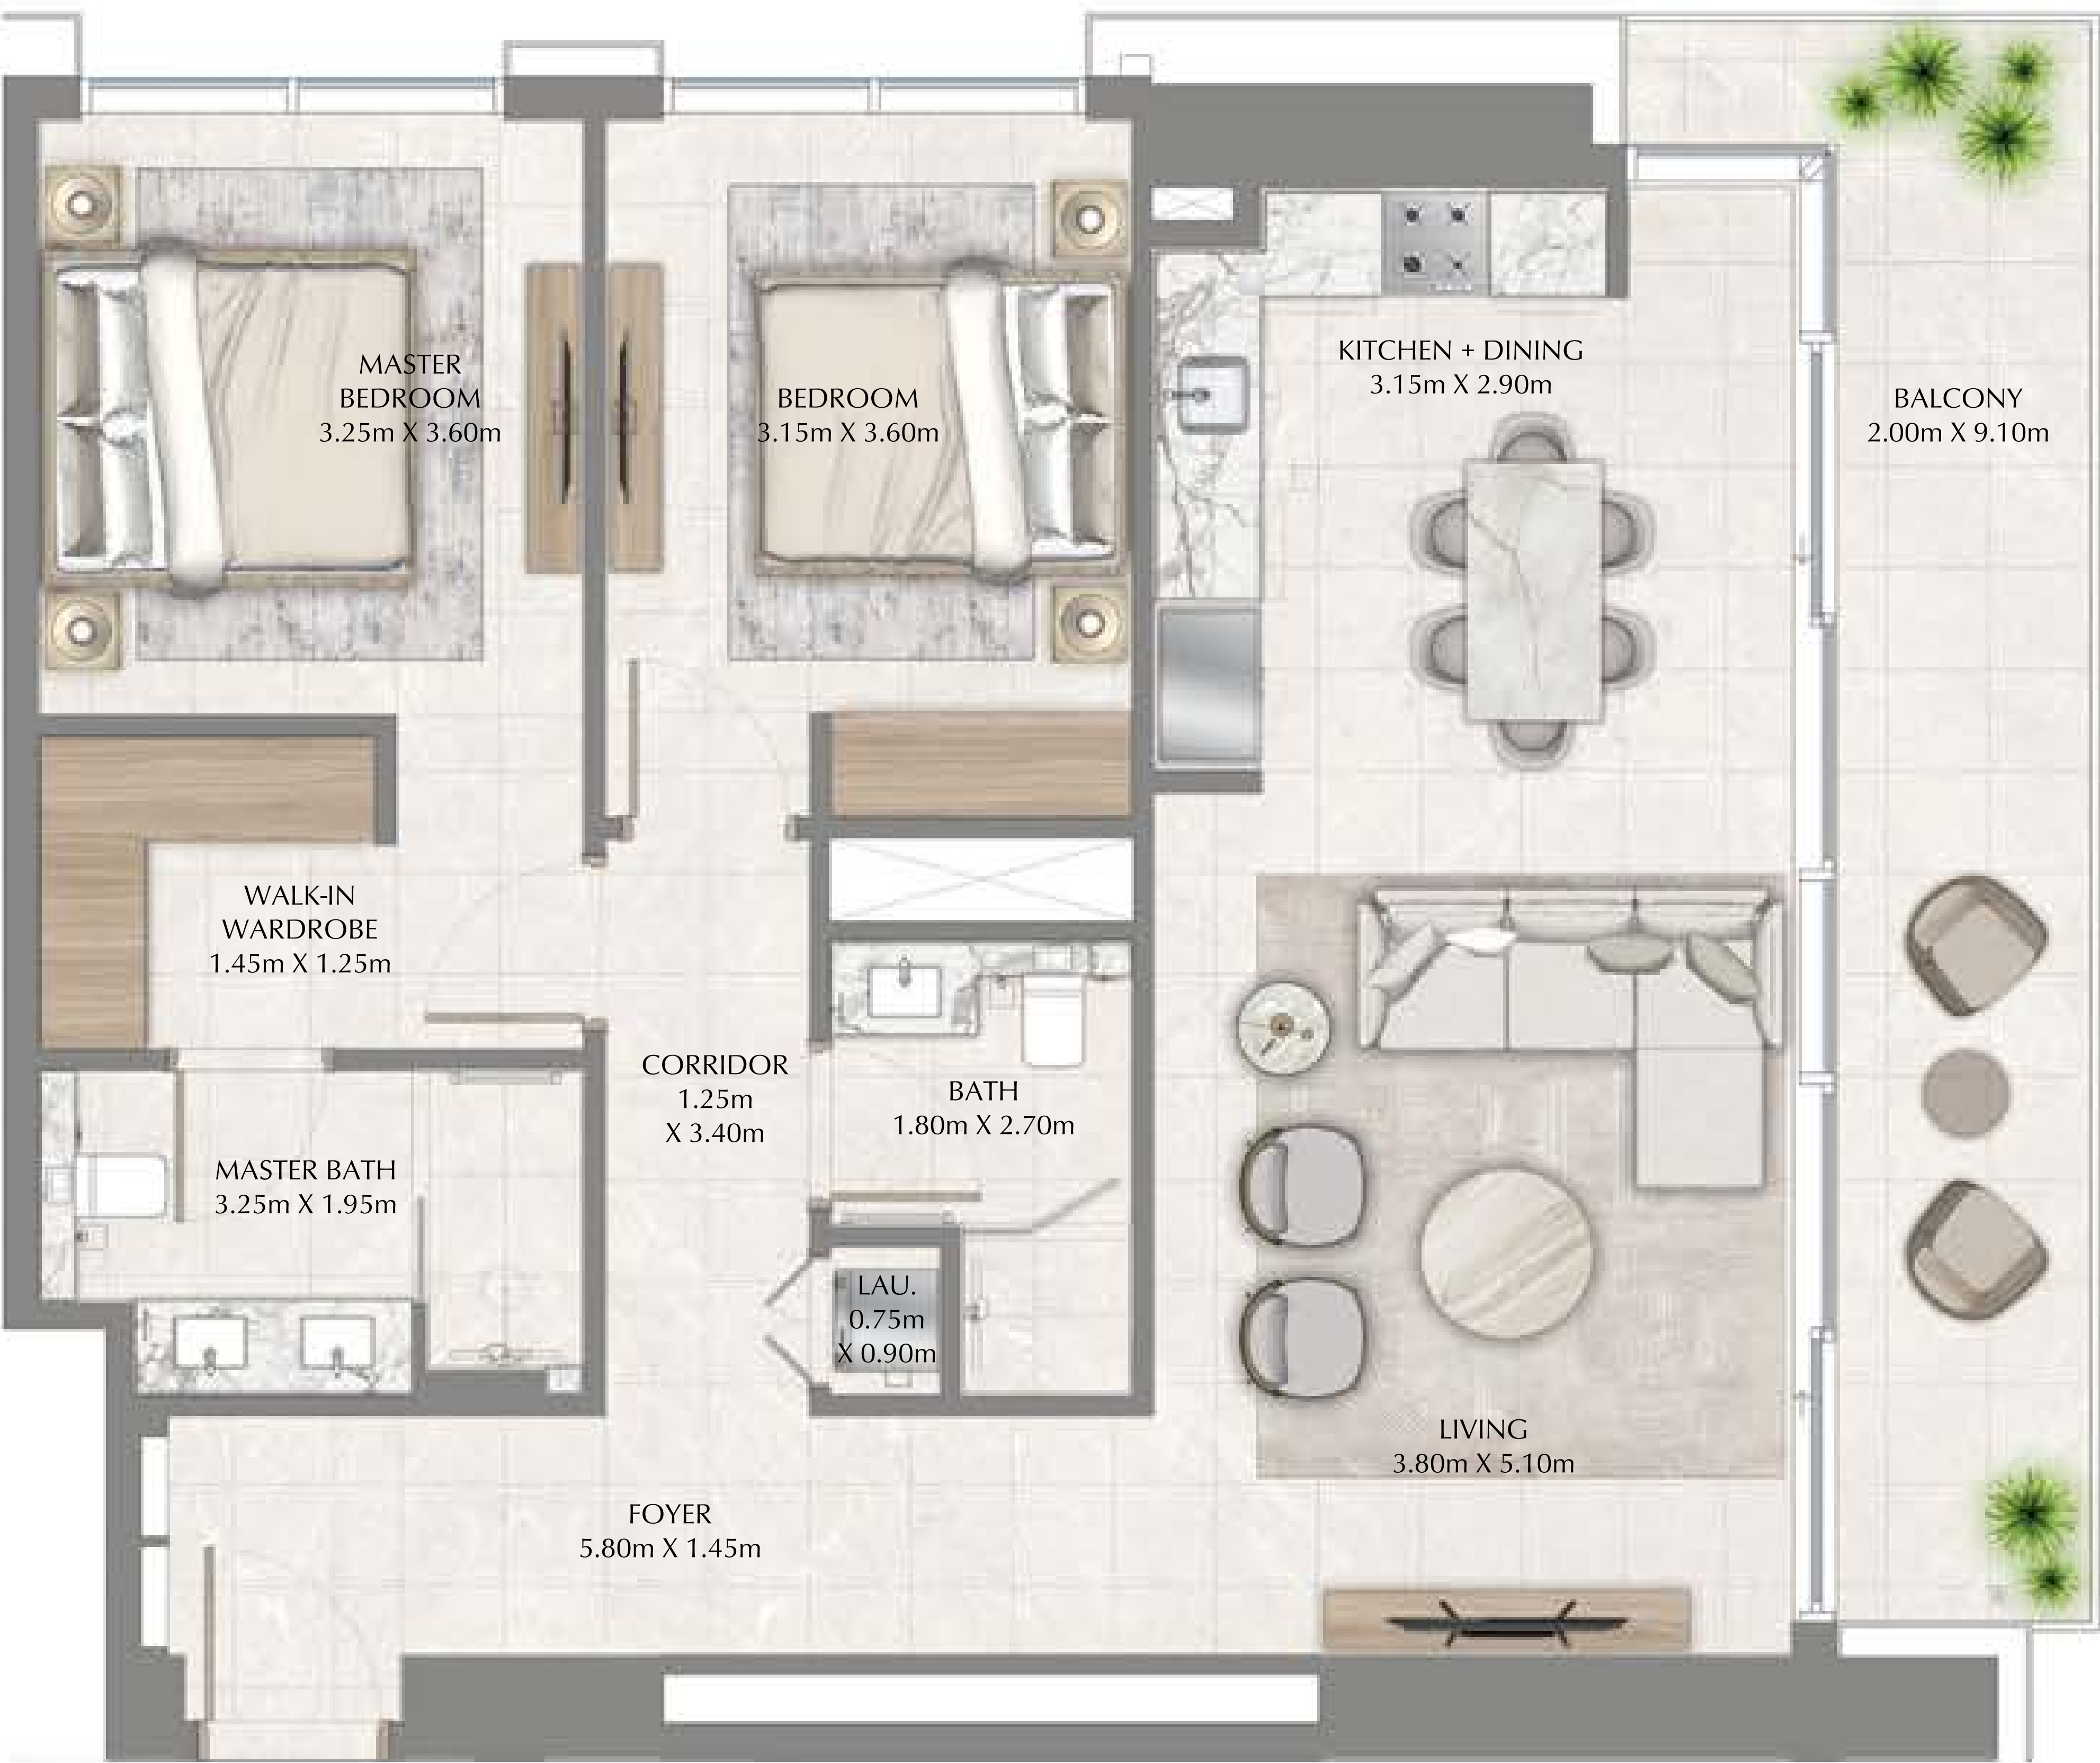 MASTER
BEDROOM
3.25m X 3.60m
BEDROOM
3.15m X 3.60m
KITCHEN + DINING
3.15m X 2.90m
BALCONY
2.00m X 9.10m
WALK-IN
WARDROBE
1.45m X 1.25m
CORRIDOR
1.25m
X 3.40m
BATH
1.80m X 2.70m
MASTER BATH
3.25m X 1.95m
LAU.
0.75m
X 0.90m
LIVING
3.80m X 5.10m
FOYER
5.80m X 1.45m